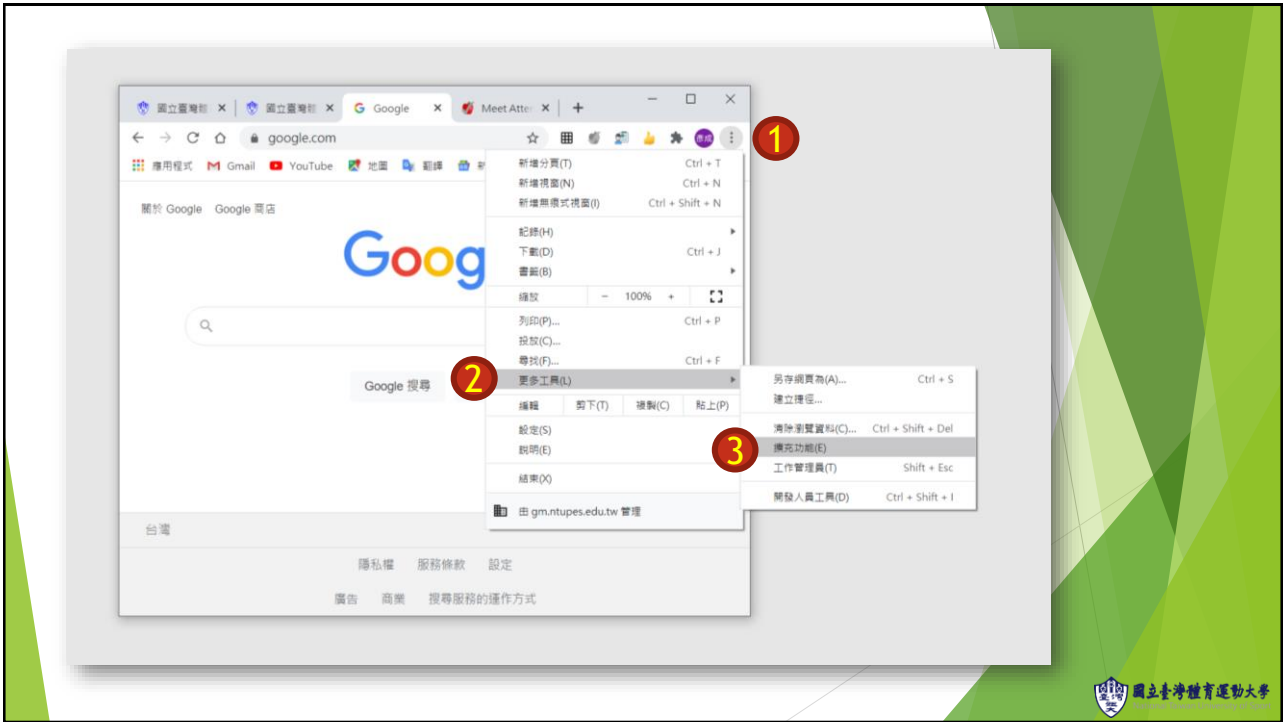 國立臺灣體 國立臺灣體 Google Meet Atte
google.com
應用程式 Gmail YouTube 地圖 翻譯
關於 Google Google 商店
Google 搜尋
台灣
隱私權 服務條款 設定
廣告 商業 搜尋服務的運作方式
1
新增分頁(T) Ctrl + T
新增視窗(N) Ctrl + N
新增無痕式視窗(I) Ctrl + Shift + N
記錄(H)
下載(D) Ctrl + J
書籤(B)
縮放 − 100% +
列印(P)... Ctrl + P
投放(C)...
尋找(F)... Ctrl + F
2
更多工具(L)
編輯 剪下(T) 複製(C) 貼上(P)
設定(S)
說明(E)
結束(X)
由 gm.ntupes.edu.tw 管理
另存網頁為(A)... Ctrl + S
建立捷徑...
清除瀏覽資料(C)... Ctrl + Shift + Del
3
擴充功能(E)
工作管理員(T) Shift + Esc
開發人員工具(D) Ctrl + Shift + I
國立臺灣體育運動大學
National Taiwan University of Sport